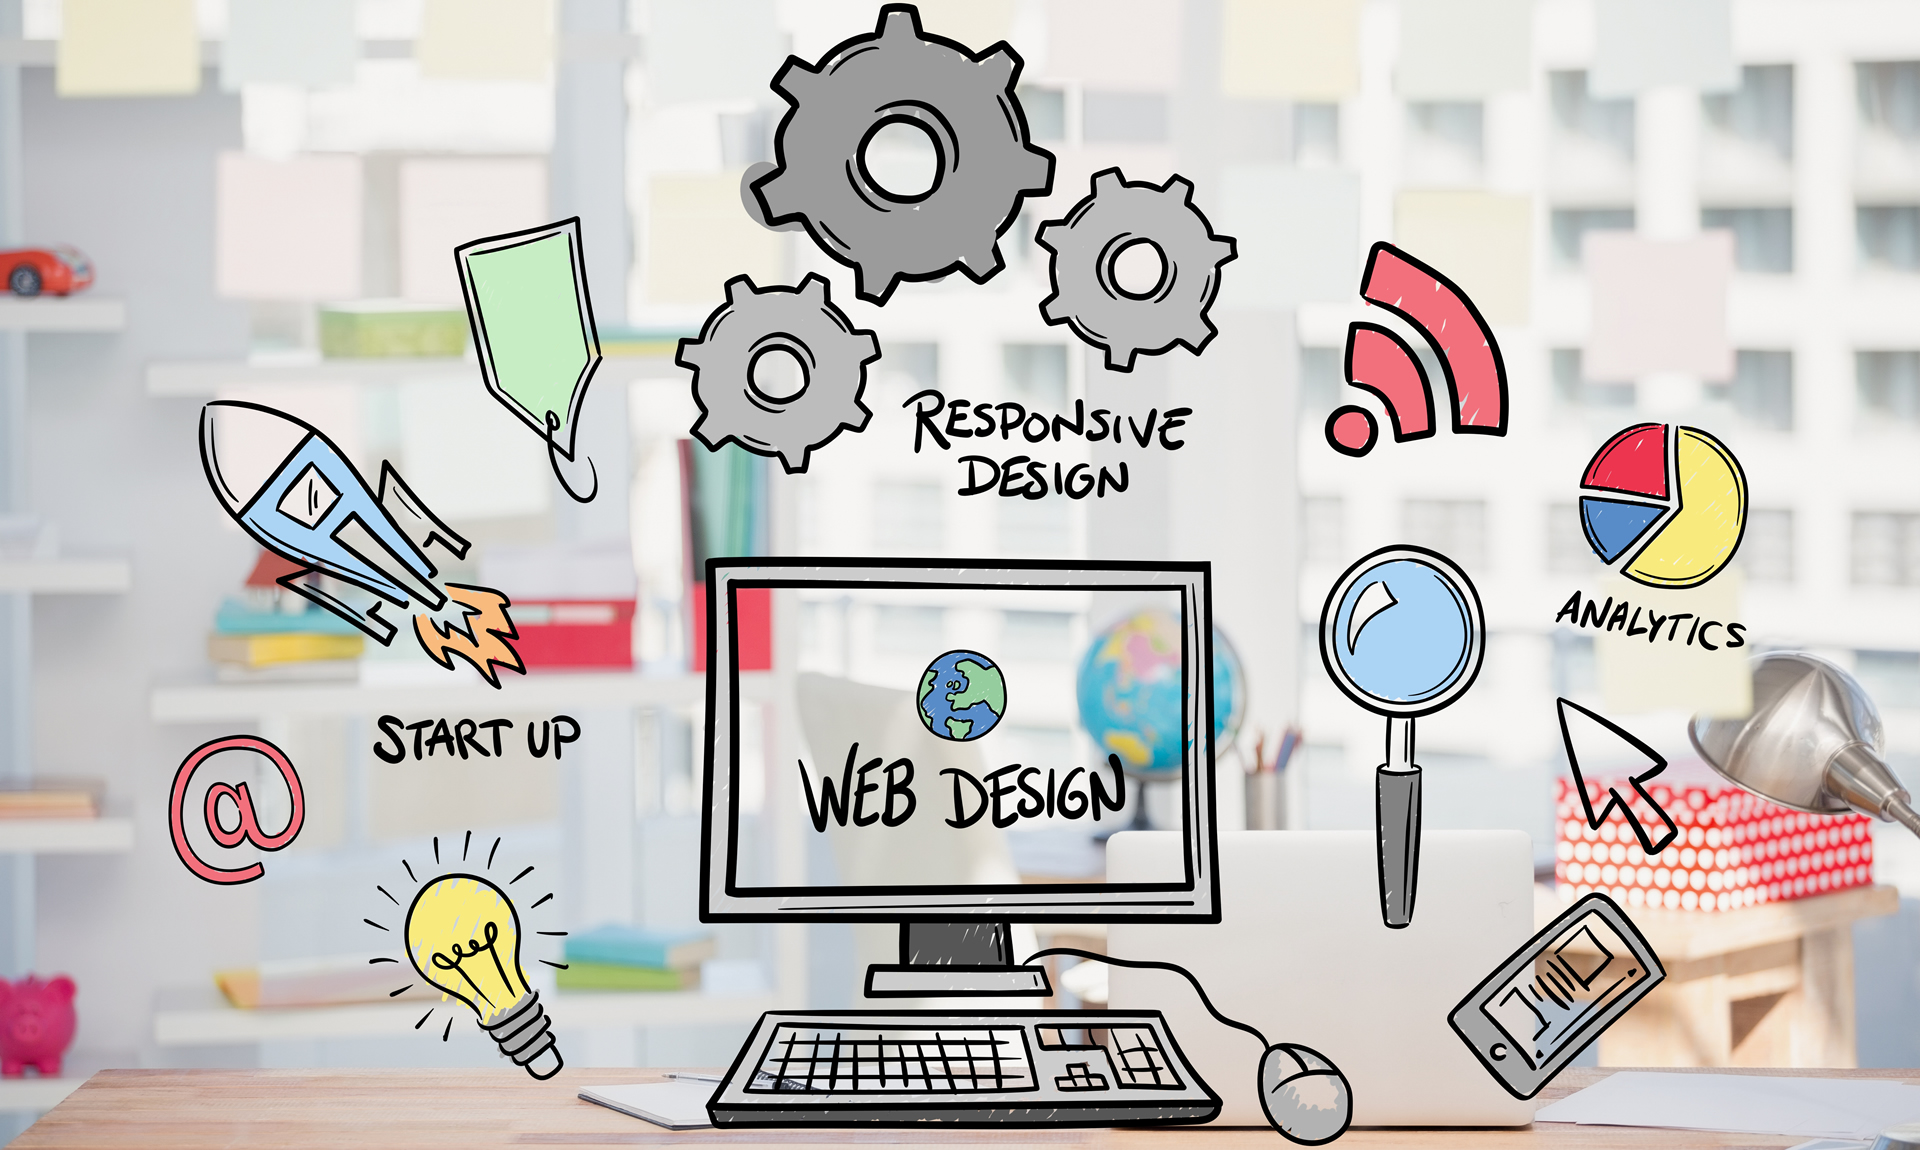 RESPONSIVE
DESIGN
ANALYTICS
START UP
@
WEB DESIGN